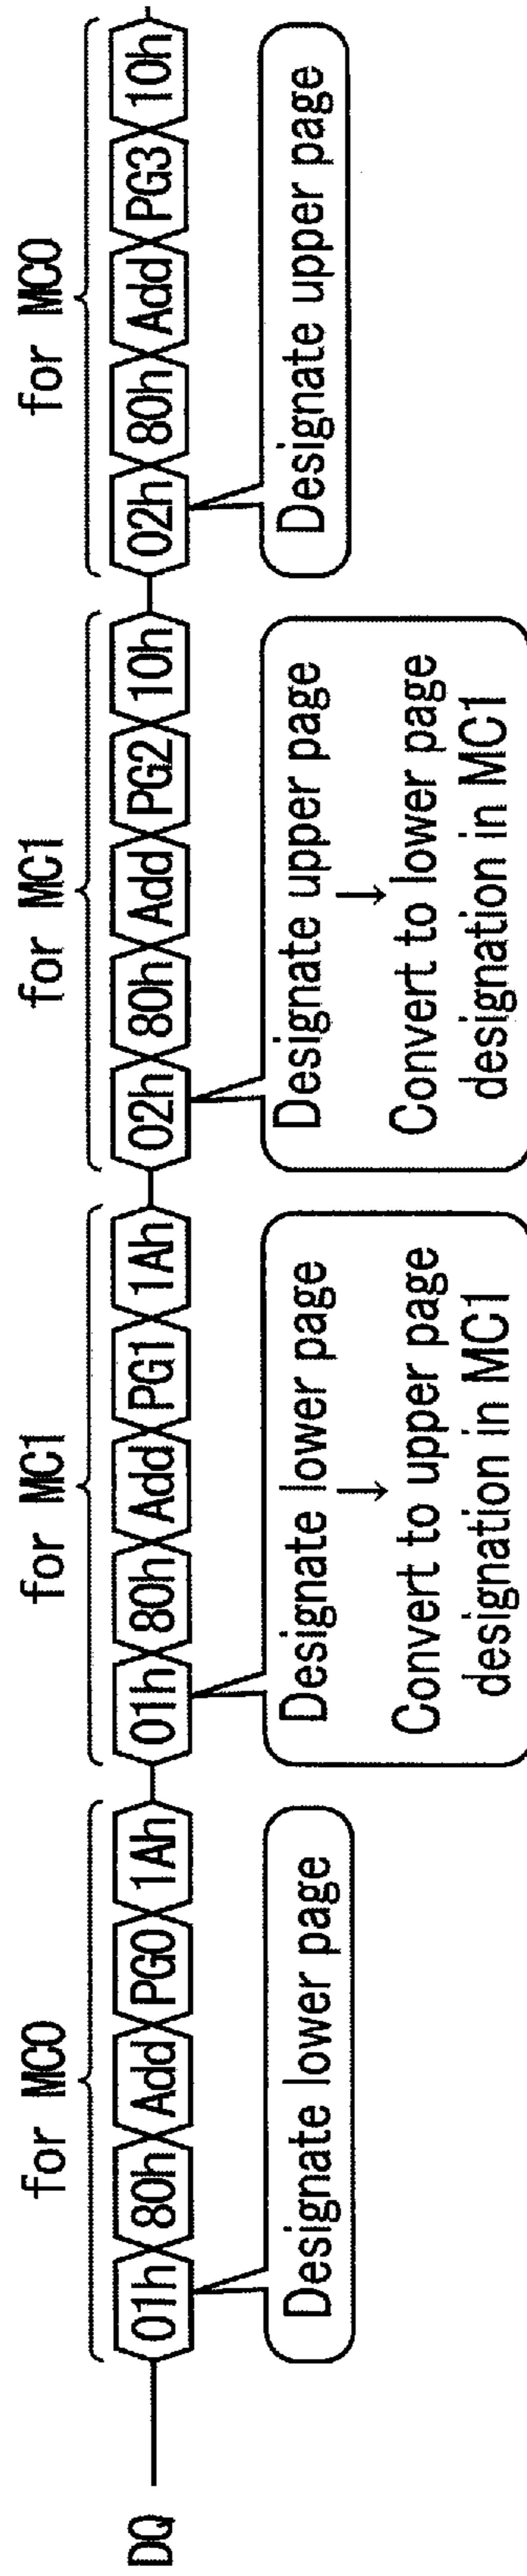 for MC0 for MC1 for MC1 for MC0
DQ 01h 80h Add PG0 1Ah 01h 80h Add PG1 1Ah 02h 80h Add PG2 10h 02h 80h Add PG3 10h
Designate lower page
Designate lower page
↓
Convert to upper page
designation in MC1
Designate upper page
↓
Convert to lower page
designation in MC1
Designate upper page